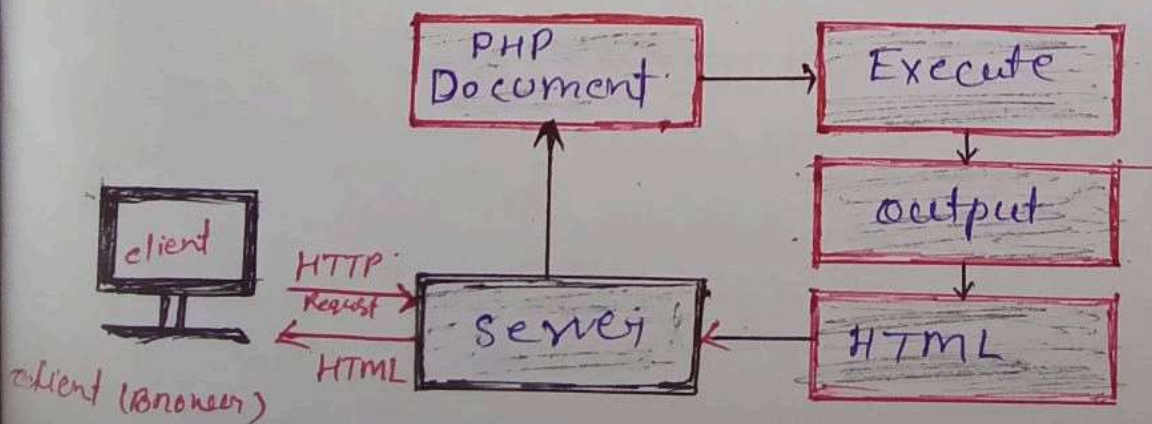 PHP
Document
Execute
output
client
HTTP
Request
Server
HTML
HTML
client (Browser)